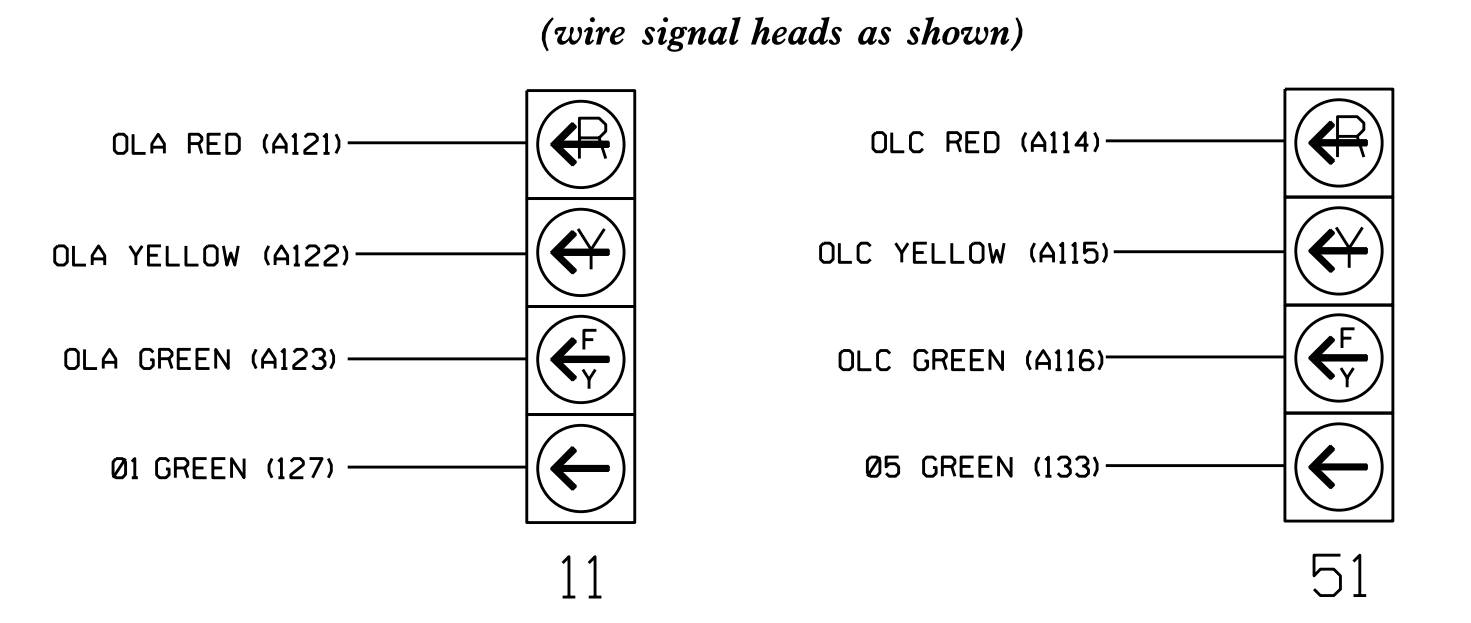 (wire signal heads as shown)
OLA RED (A121)
R
OLA YELLOW (A122)
Y
OLA GREEN (A123)
F
Y
Ø1 GREEN (127)
11
OLC RED (A114)
R
OLC YELLOW (A115)
Y
OLC GREEN (A116)
F
Y
Ø5 GREEN (133)
51